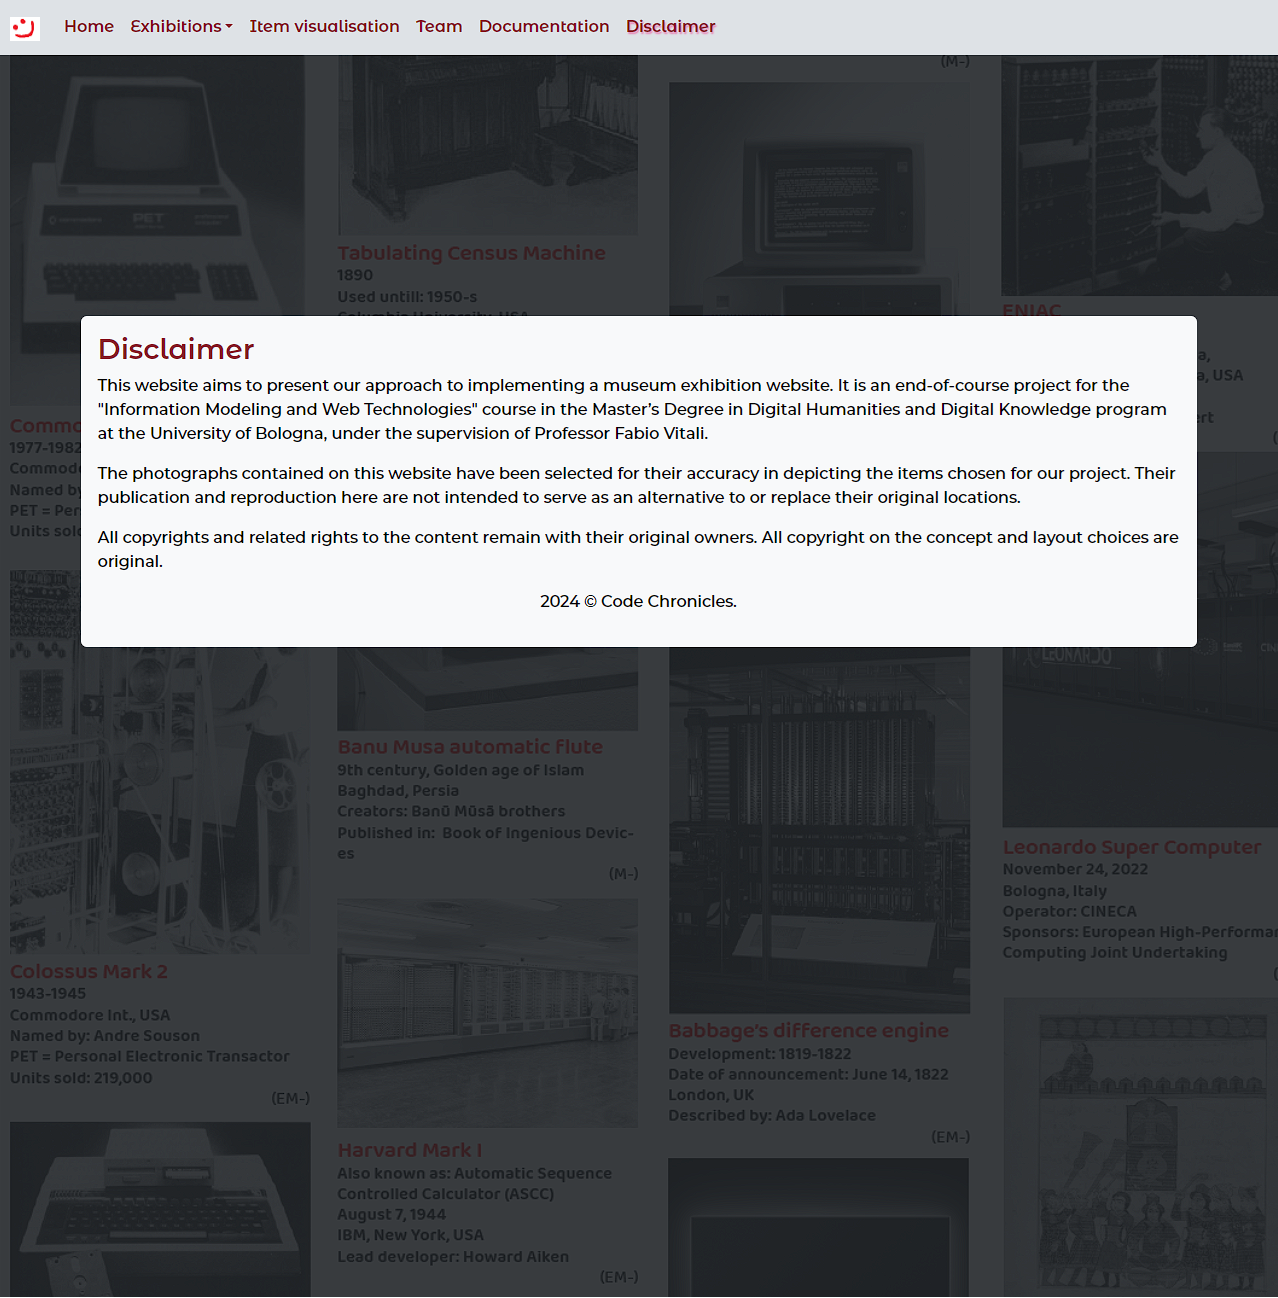 Home Exhibitions Item visualisation Team Documentation Disclaimer
Disclaimer
This website aims to present our approach to implementing a museum exhibition website. It is an end-of-course project for the
"Information Modeling and Web Technologies" course in the Master's Degree in Digital Humanities and Digital Knowledge program
at the University of Bologna, under the supervision of Professor Fabio Vitali.
The photographs contained on this website have been selected for their accuracy in depicting the items chosen for our project. Their
publication and reproduction here are not intended to serve as an alternative to or replace their original locations.
All copyrights and related rights to the content remain with their original owners. All copyright on the concept and layout choices are
original.
2024 © Code Chronicles.
PET
1977-1982
Named by
PET =
Units
Colossus Mark 2
1943-1945
Commodore Int., USA
Named by: Andre Souson
PET = Personal Electronic Transactor
Units sold: 219,000
(EM-)
Tabulating Census Machine
1890
Used untill: 1950-s
Columbia University, USA
Banu Musa automatic flute
9th century, Golden age of Islam
Baghdad, Persia
Creators: Banū Mūsā brothers
Published in: Book of Ingenious Devic-
es
(M-)
Harvard Mark I
Also known as: Automatic Sequence
Controlled Calculator (ASCC)
August 7, 1944
IBM, New York, USA
Lead developer: Howard Aiken
(EM-)
(M-)
Babbage's difference engine
Development: 1819-1822
Date of announcement: June 14, 1822
London, UK
Described by: Ada Lovelace
(EM-)
ENIAC
USA
LEONARDO
Leonardo Super Computer
November 24, 2022
Bologna, Italy
Operator: CINECA
Sponsors: European High-Performan
Computing Joint Undertaking